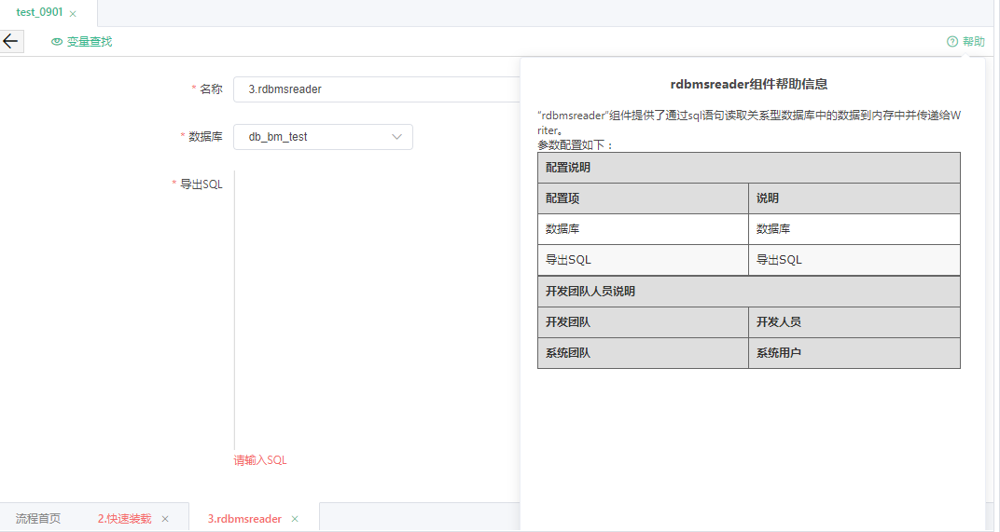 test_0901
变量查找
帮助
* 名称
3.rdbmsreader
* 数据库
db_bm_test
* 导出SQL
请输入SQL
rdbmsreader组件帮助信息
"rdbmsreader"组件提供了通过sql语句读取关系型数据库中的数据到内存中并传递给W
riter。
参数配置如下：
配置说明
配置项 说明
数据库 数据库
导出SQL 导出SQL
开发团队人员说明
开发团队 开发人员
系统团队 系统用户
流程首页 2.快速装载 3.rdbmsreader